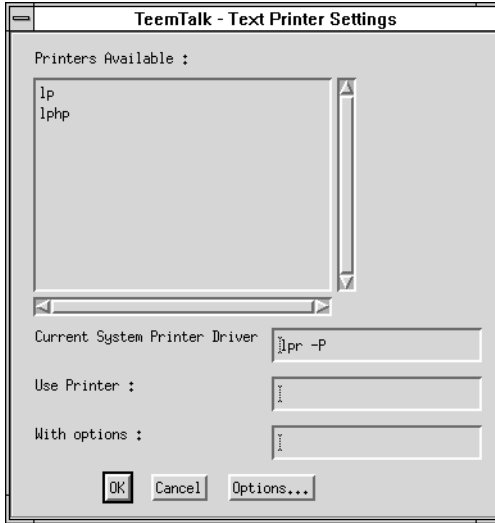 TeemTalk - Text Printer Settings
Printers Available :
lp
lphp
Current System Printer Driver
lpr -P
Use Printer :
With options :
OK Cancel Options...